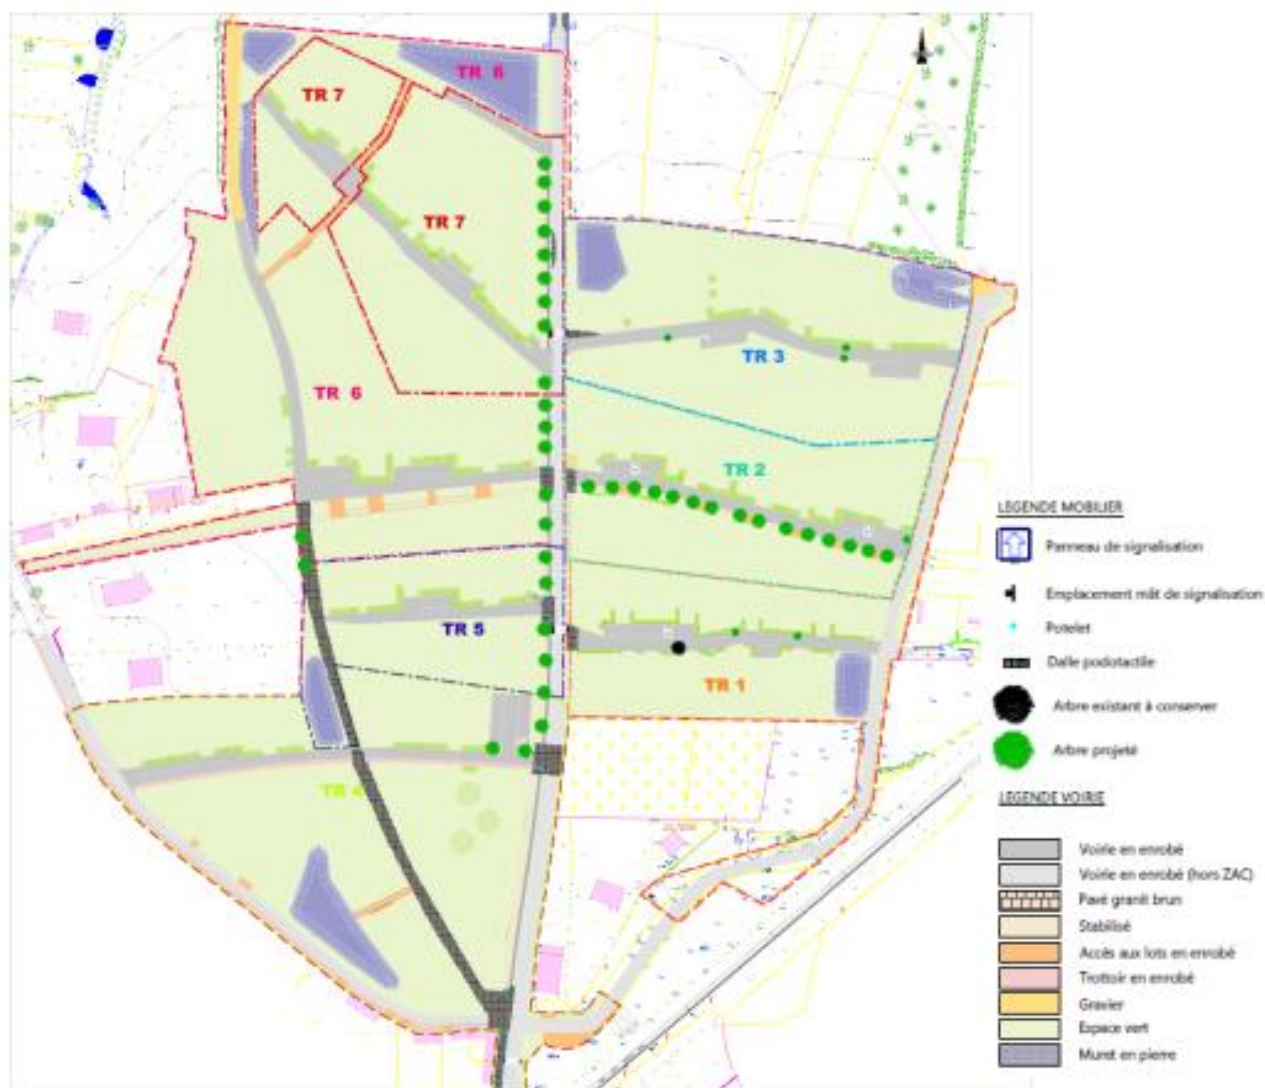 TR 6
TR 7
TR 7
TR 3
TR 6
TR 2
TR 5
TR 1
TR 4
LEGENDE MOBILIER
Panneau de signalisation
Emplacement mât de signalisation
Potelet
Dalle podotactile
Arbre existant à conserver
Arbre projeté
LEGENDE VOIRIE
Voirie en enrobé
Voirie en enrobé (hors ZAC)
Pavé granit brun
Stabilisé
Accès aux lots en enrobé
Trottoir en enrobé
Gravier
Espace vert
Muret en pierre